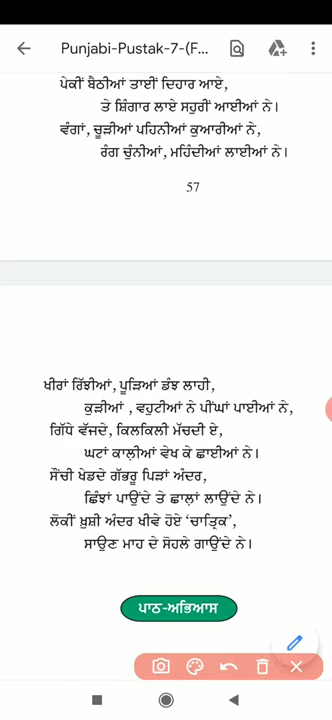 Punjabi-Pustak-7-(F...
ਪੇਕੀਂ ਬੈਠੀਆਂ ਤਾਈਂ ਦਿਹਾਰ ਆਏ,
ਤੇ ਸ਼ਿੰਗਾਰ ਲਾਏ ਸਹੁਰੀਂ ਆਈਆਂ ਨੇ।
ਵੰਗਾਂ, ਚੂੜੀਆਂ ਪਹਿਨੀਆਂ ਕੁਆਰੀਆਂ ਨੇ,
ਰੰਗ ਚੁੰਨੀਆਂ, ਮਹਿੰਦੀਆਂ ਲਾਈਆਂ ਨੇ।
57
ਖੀਰਾਂ ਰਿੱਝੀਆਂ, ਪੂੜਿਆਂ ਡੰਝ ਲਾਹੀ,
ਕੁੜੀਆਂ , ਵਹੁਟੀਆਂ ਨੇ ਪੀਂਘਾਂ ਪਾਈਆਂ ਨੇ,
ਗਿੱਧੇ ਵੱਜਦੇ, ਕਿਲਕਿਲੀ ਮੱਚਦੀ ਏ,
ਘਟਾਂ ਕਾਲ਼ੀਆਂ ਵੇਖ ਕੇ ਛਾਈਆਂ ਨੇ।
ਸੌਂਚੀ ਖੇਡਦੇ ਗੱਭਰੂ ਪਿੜਾਂ ਅੰਦਰ,
ਛਿੰਝਾਂ ਪਾਉਂਦੇ ਤੇ ਛਾਲ਼ਾਂ ਲਾਉਂਦੇ ਨੇ।
ਲੋਕੀਂ ਖ਼ੁਸ਼ੀ ਅੰਦਰ ਖੀਵੇ ਹੋਏ ‘ਚਾਤ੍ਰਿਕ’,
ਸਾਉਣ ਮਾਹ ਦੇ ਸੋਹਲੇ ਗਾਉਂਦੇ ਨੇ।
ਪਾਠ-ਅਭਿਆਸ